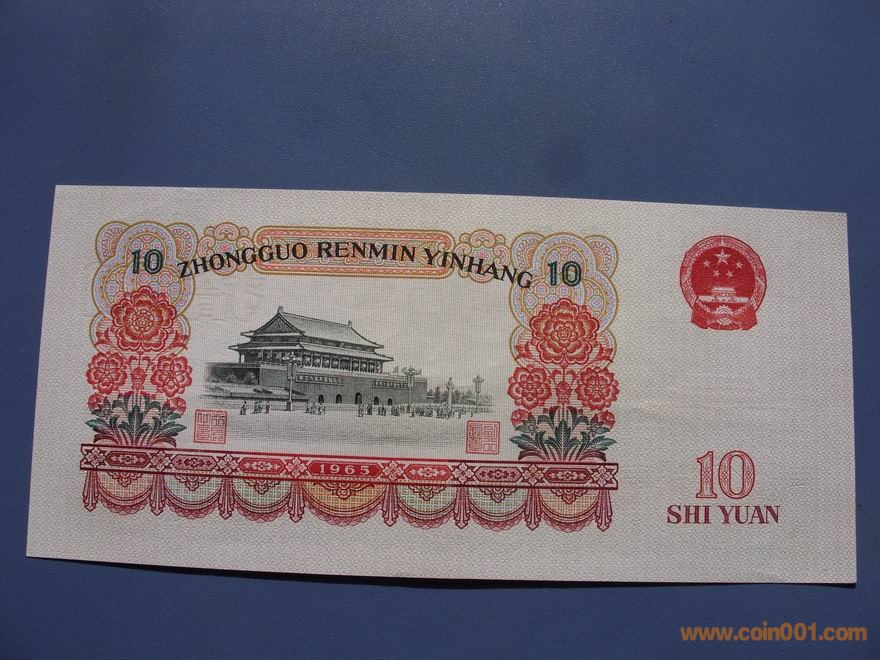 10 ZHONGGUO RENMIN YINHANG 10
1965
10
SHI YUAN
www.coin001.com